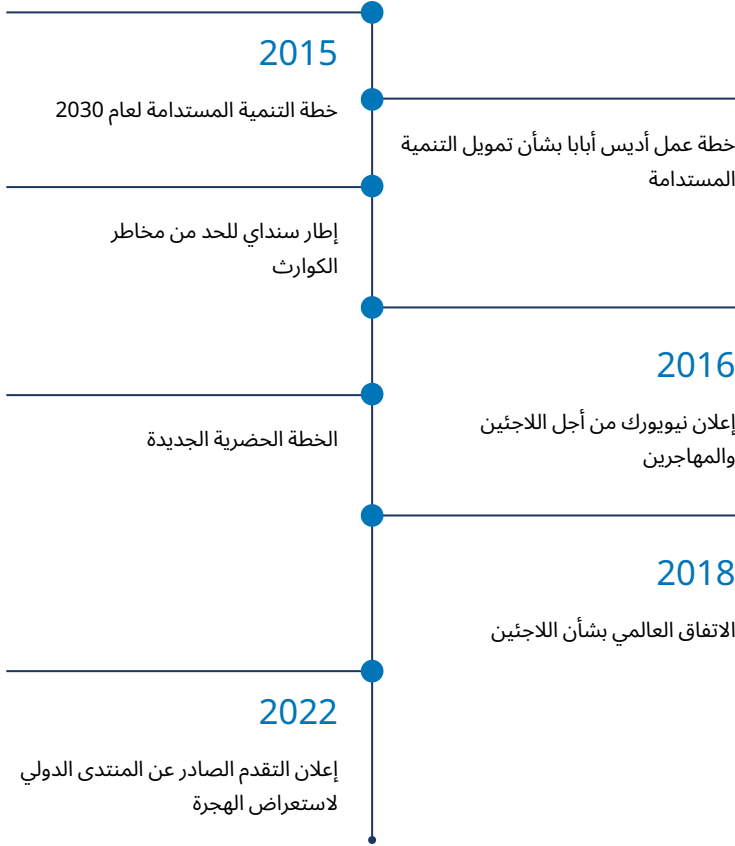 2015
خطة التنمية المستدامة لعام 2030
خطة عمل أديس أبابا بشأن تمويل التنمية
المستدامة
إطار سنداي للحد من مخاطر
الكوارث
2016
إعلان نيويورك من أجل اللاجئين
والمهاجرين
الخطة الحضرية الجديدة
2018
الاتفاق العالمي بشأن اللاجئين
2022
إعلان التقدم الصادر عن المنتدى الدولي
لاستعراض الهجرة